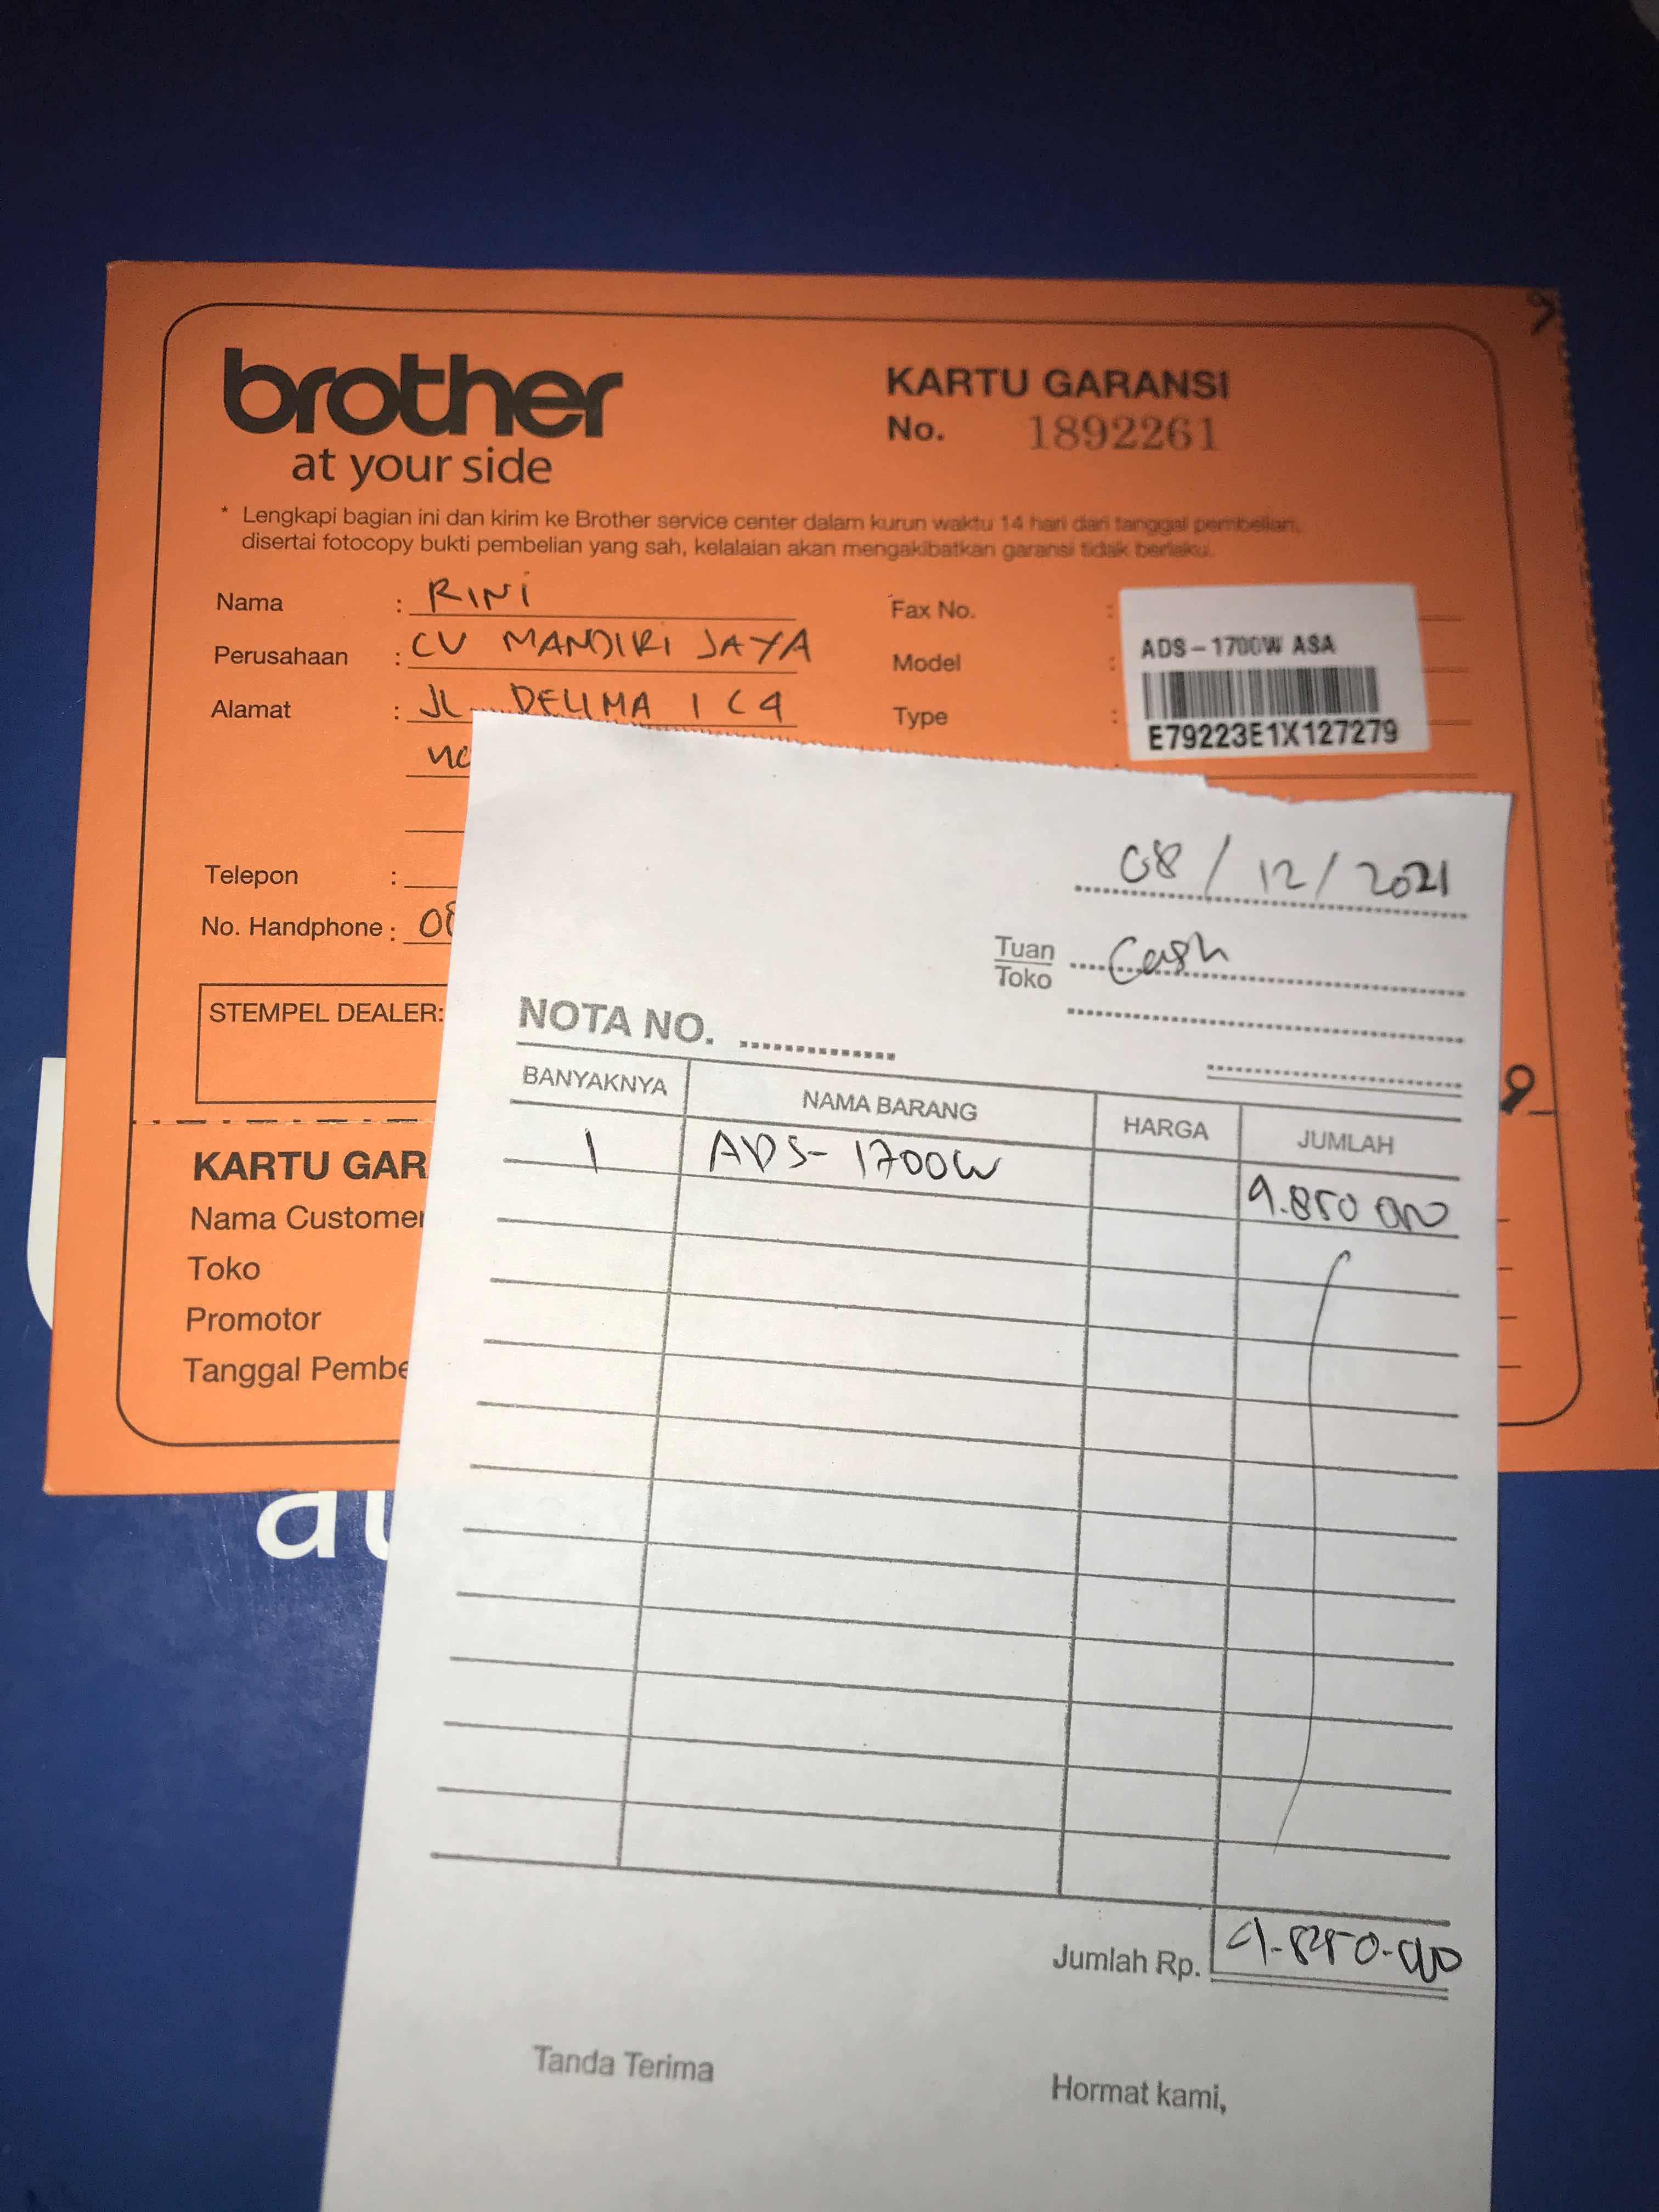 brother
at your side
KARTU GARANSI
No. 1892261
* Lengkapi bagian ini dan kirim ke Brother service center dalam kurun waktu 14 hari dari tanggal pembelian,
disertai fotocopy bukti pembelian yang sah, kelalaian akan mengakibatkan garansi tidak berlaku.
Nama : RINI
Perusahaan : CV MANDIRI JAYA
Alamat : JL. DELIMA 1 C4
Telepon :
No. Handphone :
Fax No. :
Model :
Type :
ADS-1700W ASA
E79223E1X127279
STEMPEL DEALER:
KARTU GAR
Nama Customer
Toko
Promotor
Tanggal Pembe
9
08/12/2021
Tuan Cash
Toko
NOTA NO.
BANYAKNYA NAMA BARANG HARGA JUMLAH
1 ADS-1700W 9.850 000
Jumlah Rp. 9.850.000
Tanda Terima Hormat kami,